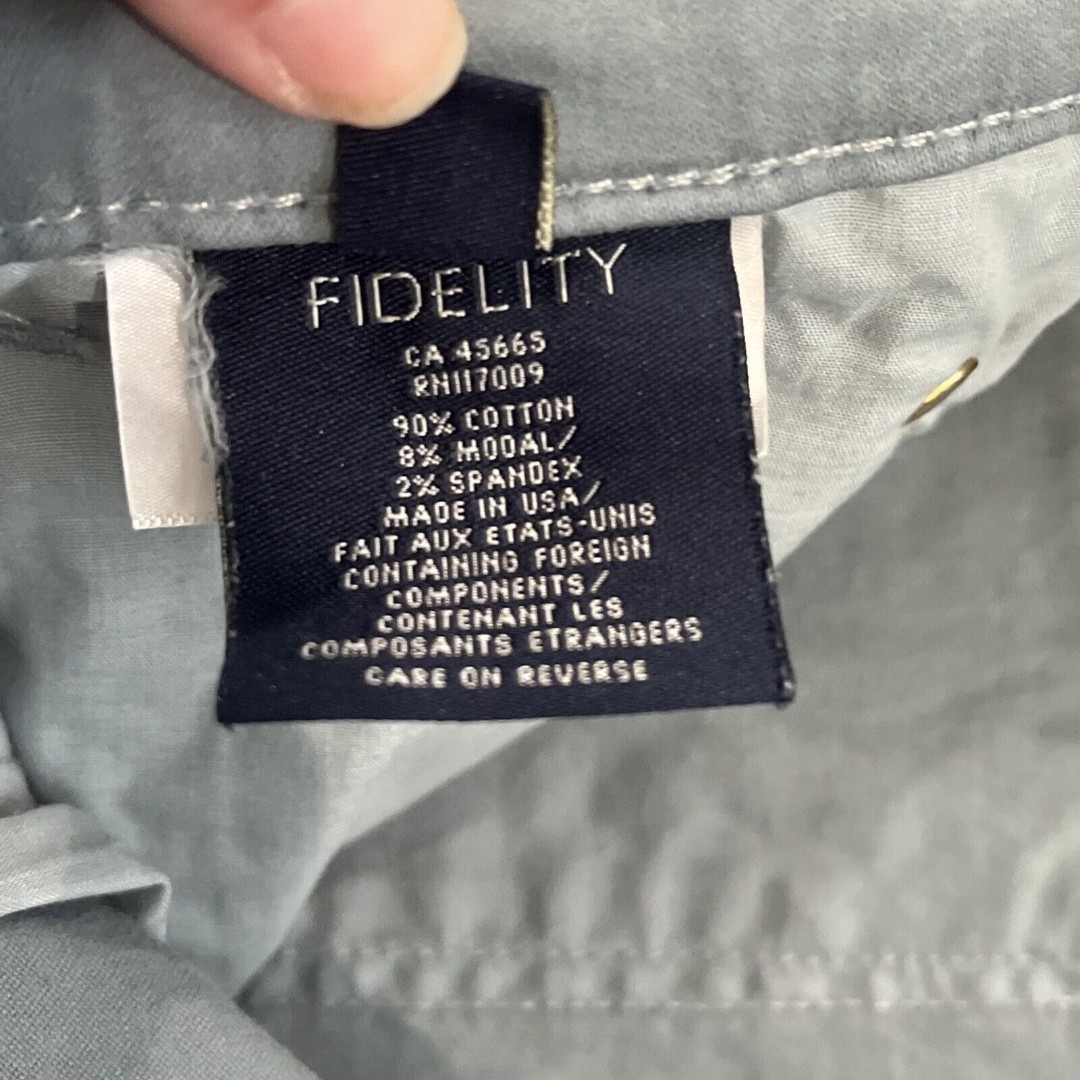 FIDELITY
CA 45665
RN117009
90% COTTON
8% MODAL/
2% SPANDEX
MADE IN USA/
FAIT AUX ETATS-UNIS
CONTAINING FOREIGN
COMPONENTS/
CONTENANT LES
COMPOSANTS ETRANGERS
CARE ON REVERSE